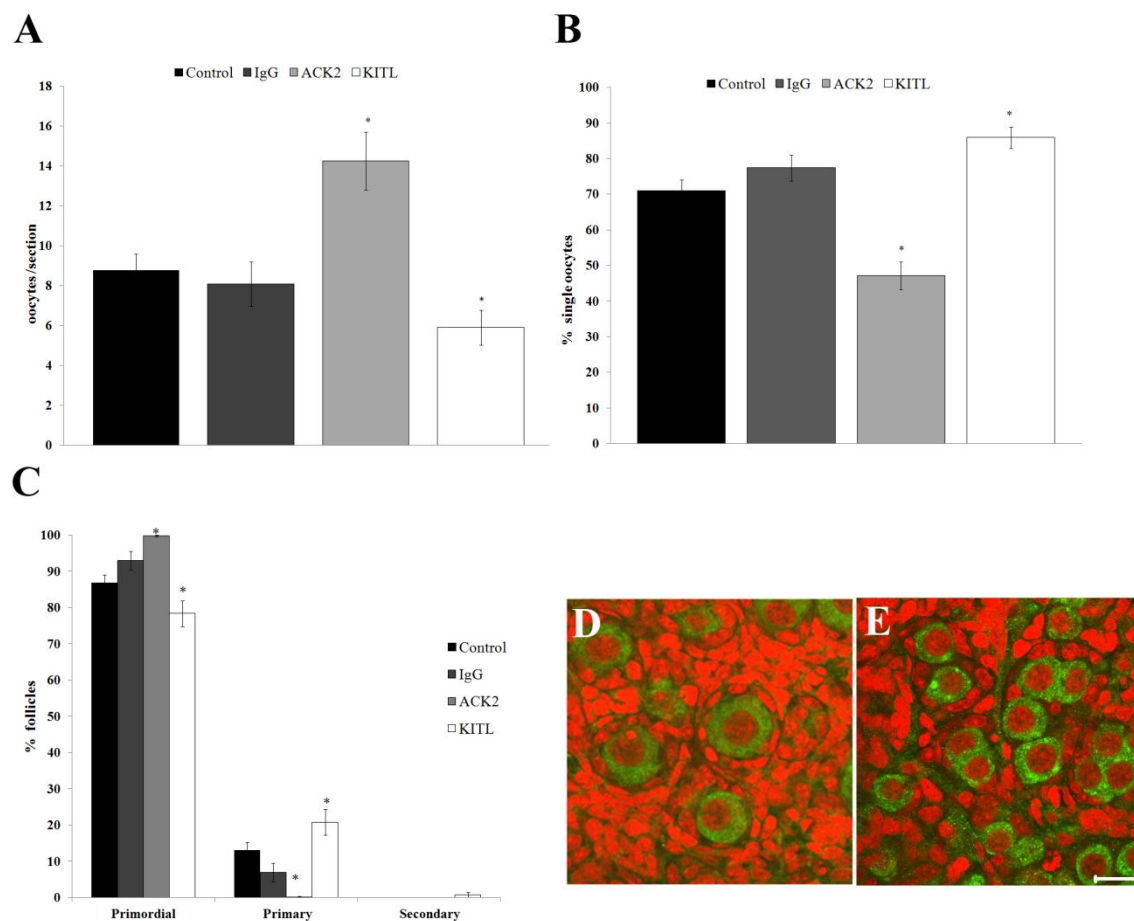 A
Control IgG ACK2 KITL
18
16
14
12
10
8
6
4
2
0
oocytes/section
*
*
B
Control IgG ACK2 KITL
100
90
80
70
60
50
40
30
20
10
0
% single oocytes
*
*
C
100
90
80
70
60
50
40
30
20
10
0
% follicles
*
*
*
*
Control
IgG
ACK2
KITL
Primordial Primary Secondary
D
E